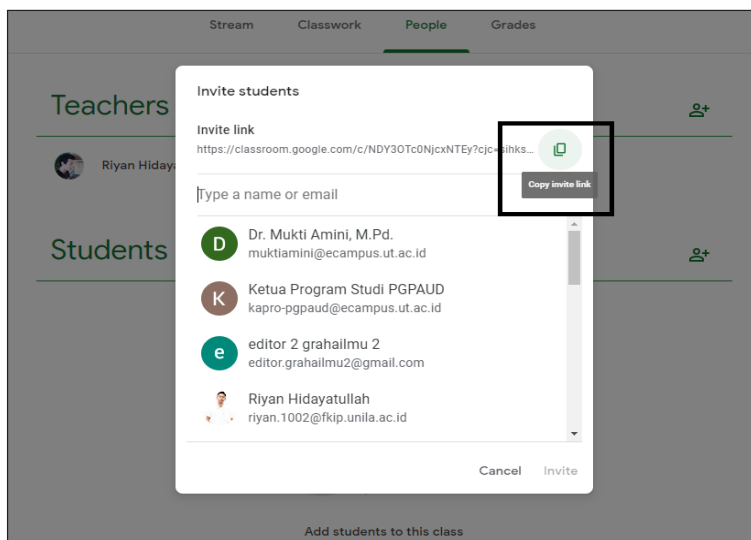 Stream Classwork People Grades
Invite students
Teachers
Invite link
https://classroom.google.com/c/NDY3OTc0NjcxNTEy?cjc=sihks...
Riyan Hiday
Copy invite link
Type a name or email
Dr. Mukti Amini, M.Pd.
muktiamini@ecampus.ut.ac.id
Students
Ketua Program Studi PGPAUD
kapro-pgpaud@ecampus.ut.ac.id
editor 2 grahailmu 2
editor.grahailmu2@gmail.com
Riyan Hidayatullah
riyan.1002@fkip.unila.ac.id
Cancel Invite
Add students to this class